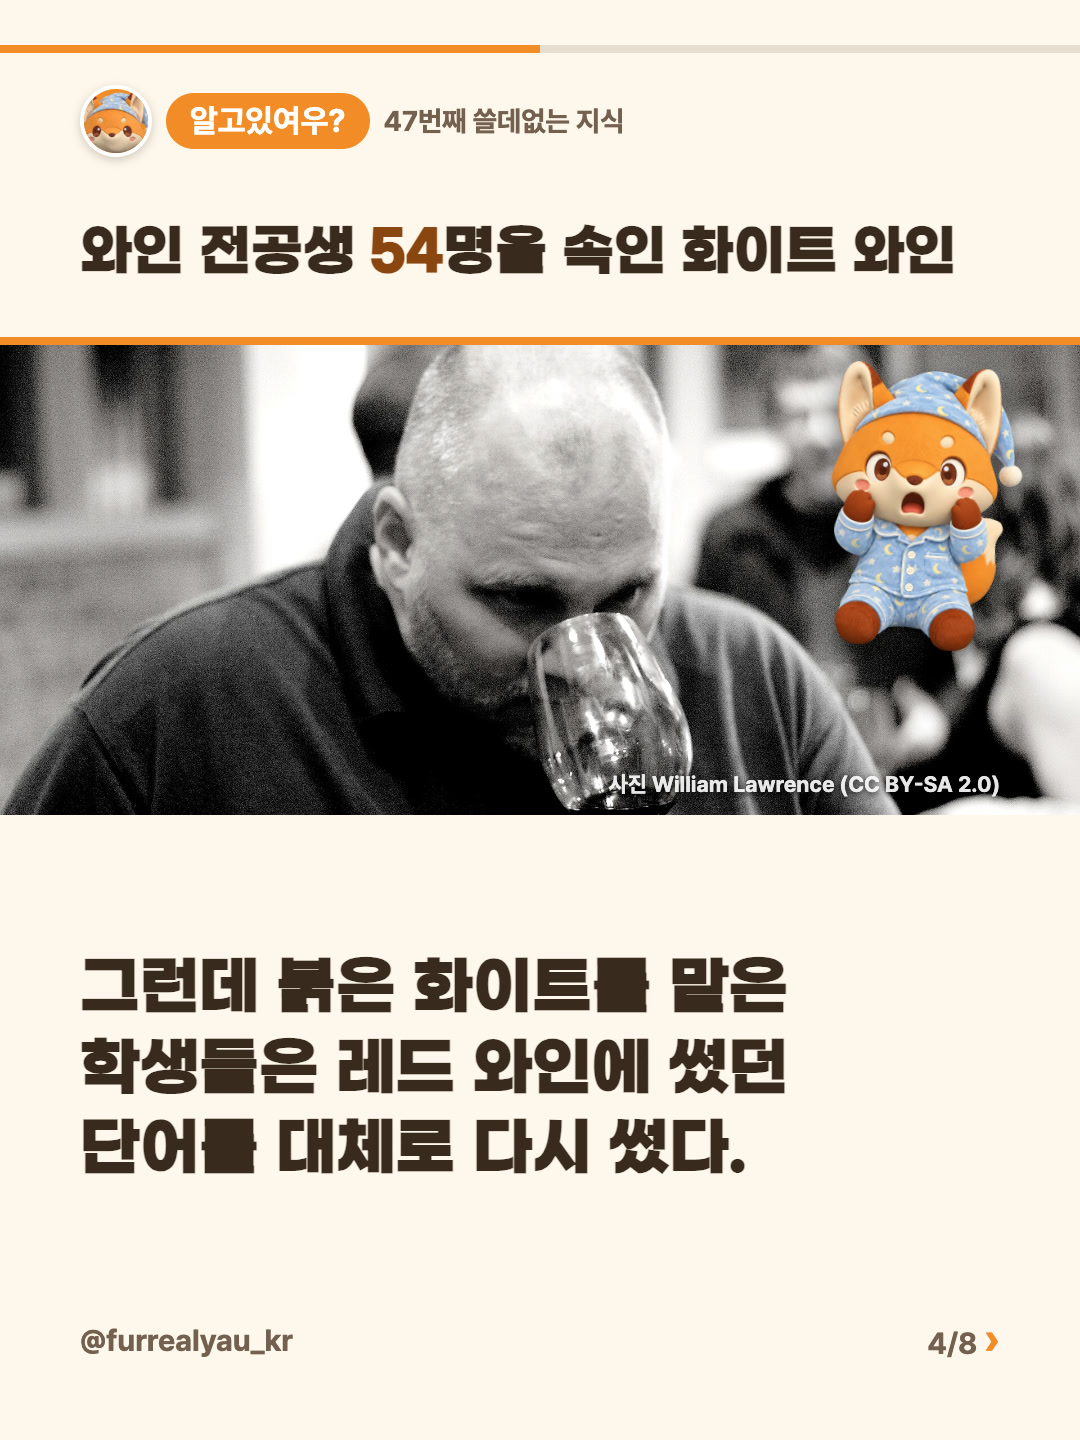 알고있여우?
47번째 쓸데없는 지식
와인 전공생 54명을 속인 화이트 와인
사진 William Lawrence (CC BY-SA 2.0)
그런데 붉은 화이트를 맡은
학생들은 레드 와인에 썼던
단어를 대체로 다시 썼다.
@furrealyau_kr
4/8 ›